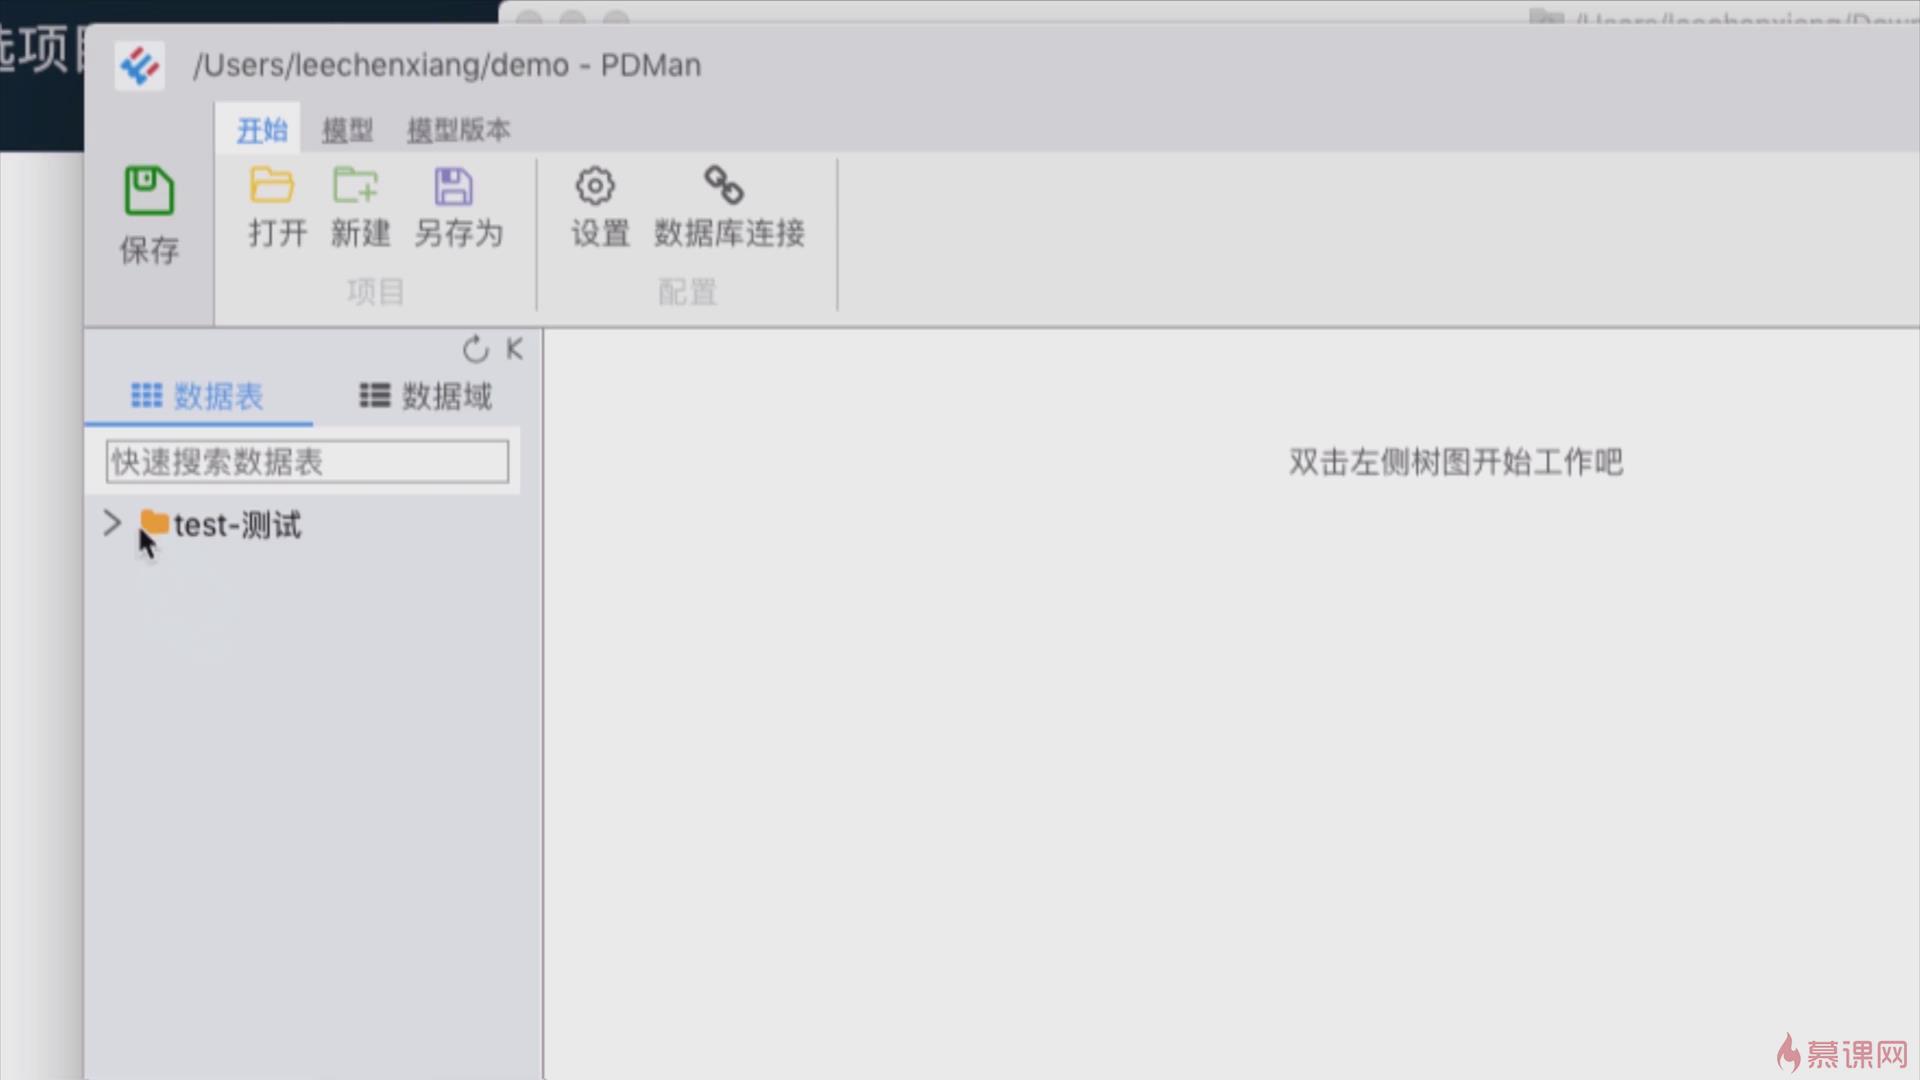 选项目
/Users/leechenxiang/Down
/Users/leechenxiang/demo - PDMan
开始 模型 模型版本
保存 打开 新建 另存为 设置 数据库连接
项目 配置
数据表 数据域
快速搜索数据表
双击左侧树图开始工作吧
test-测试
慕课网